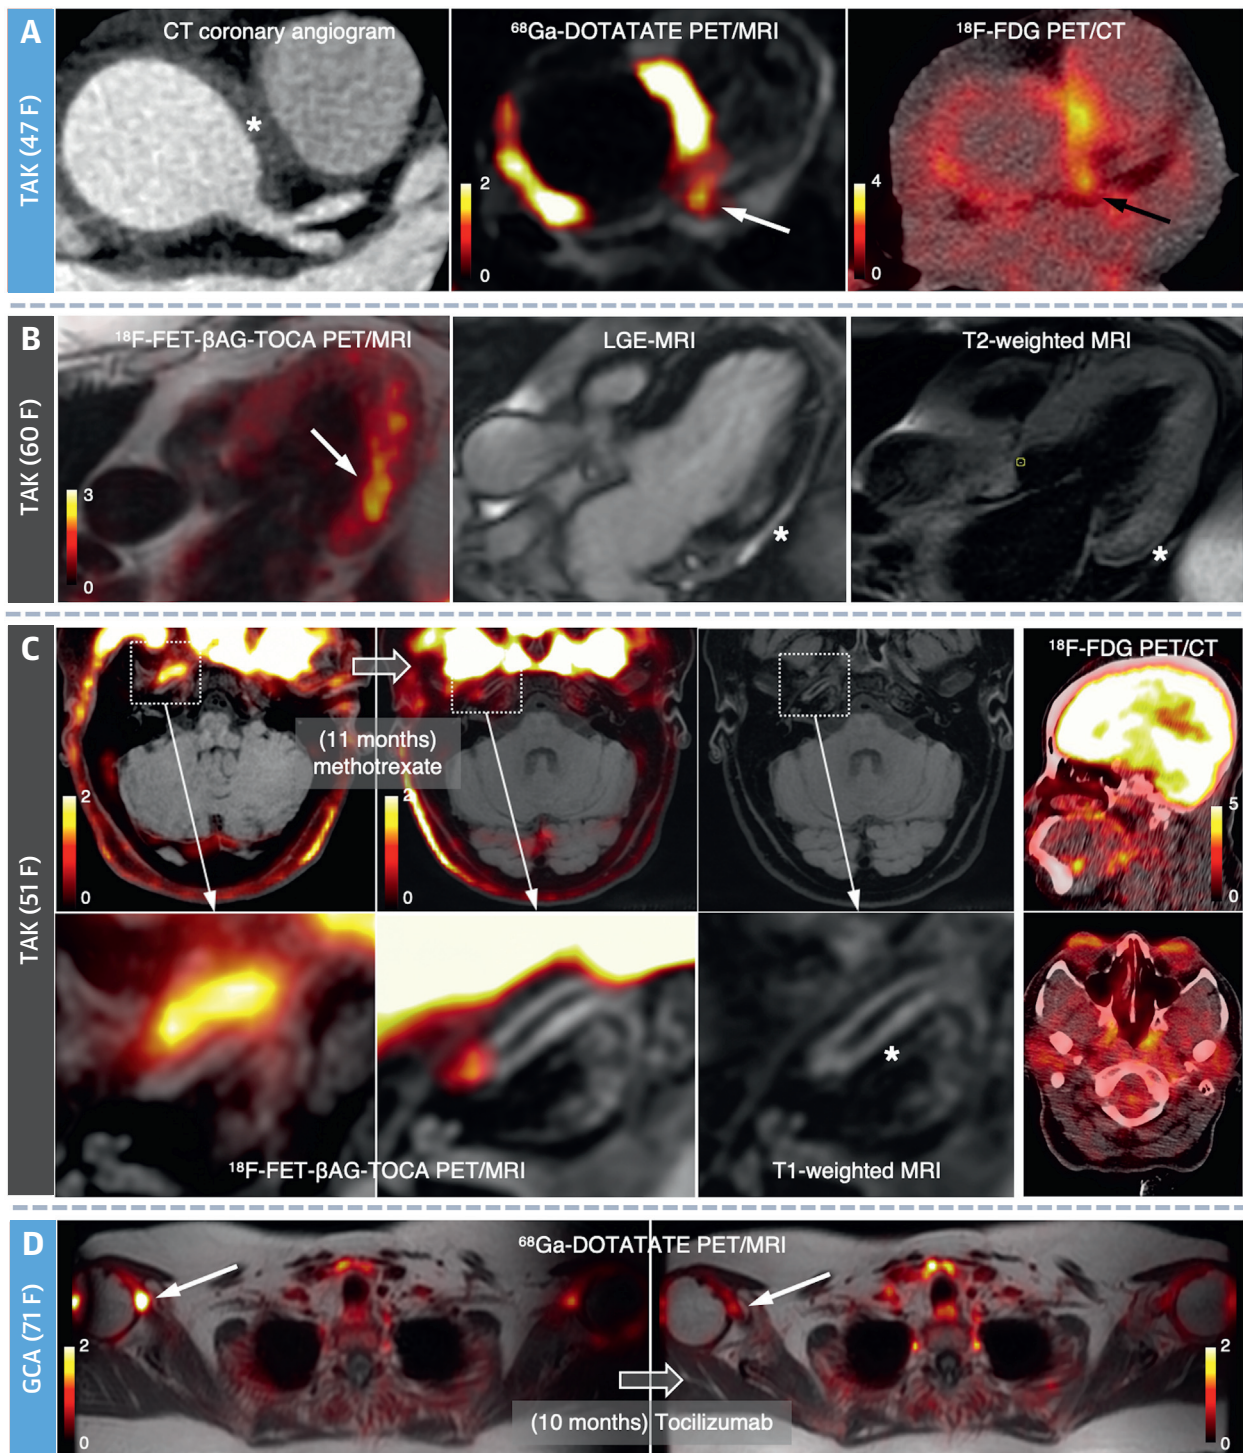 A
TAK (47 F)
CT coronary angiogram
⁶⁸Ga-DOTATATE PET/MRI
¹⁸F-FDG PET/CT
*
2
0
4
0
B
TAK (60 F)
¹⁸F-FET-βAG-TOCA PET/MRI
LGE-MRI
T2-weighted MRI
3
0
*
*
C
TAK (51 F)
¹⁸F-FDG PET/CT
(11 months)
methotrexate
2
0
2
0
5
0
*
¹⁸F-FET-βAG-TOCA PET/MRI
T1-weighted MRI
D
GCA (71 F)
⁶⁸Ga-DOTATATE PET/MRI
2
0
2
0
(10 months) Tocilizumab